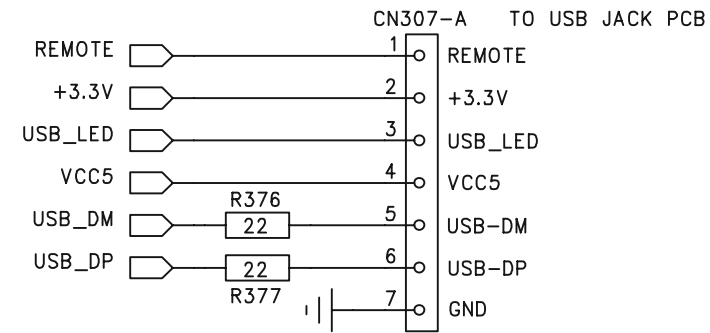 CN307-A TO USB JACK PCB
REMOTE 1 REMOTE
+3.3V 2 +3.3V
USB_LED 3 USB_LED
VCC5 4 VCC5
R376
USB_DM 22 5 USB-DM
USB_DP 22 6 USB-DP
R377
7 GND